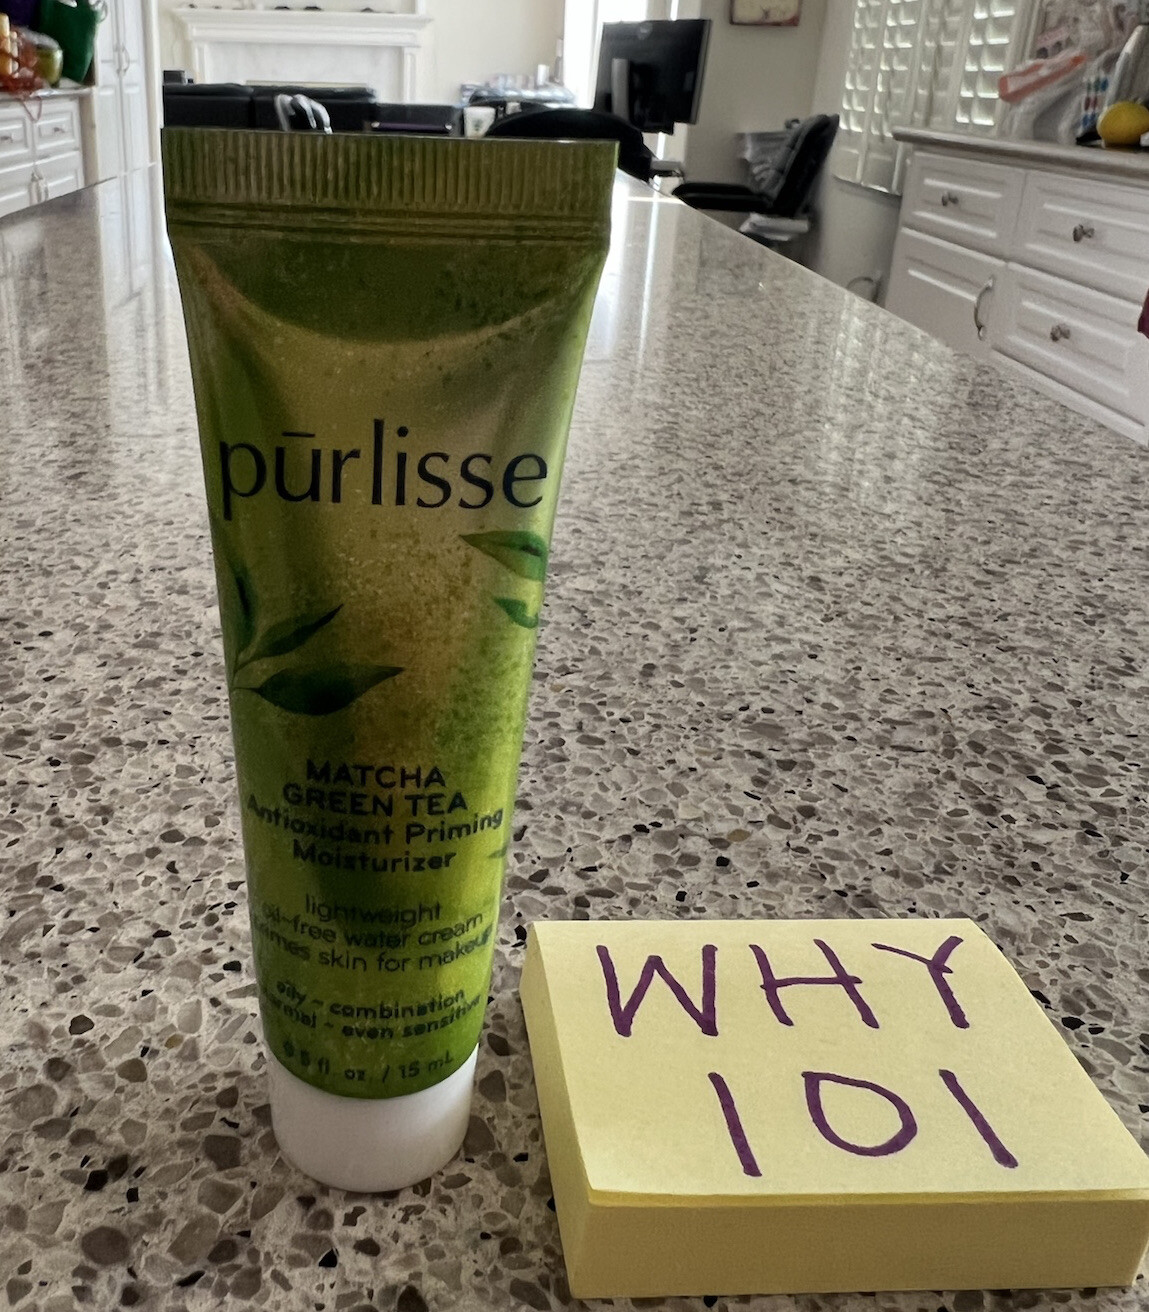 pūrlisse
MATCHA
GREEN TEA
Antioxidant Priming
Moisturizer
lightweight
oil-free water cream
skin for makeup
oily - combination
normal - even sensitive
0.5 fl. oz. / 15 mL
WHY
101